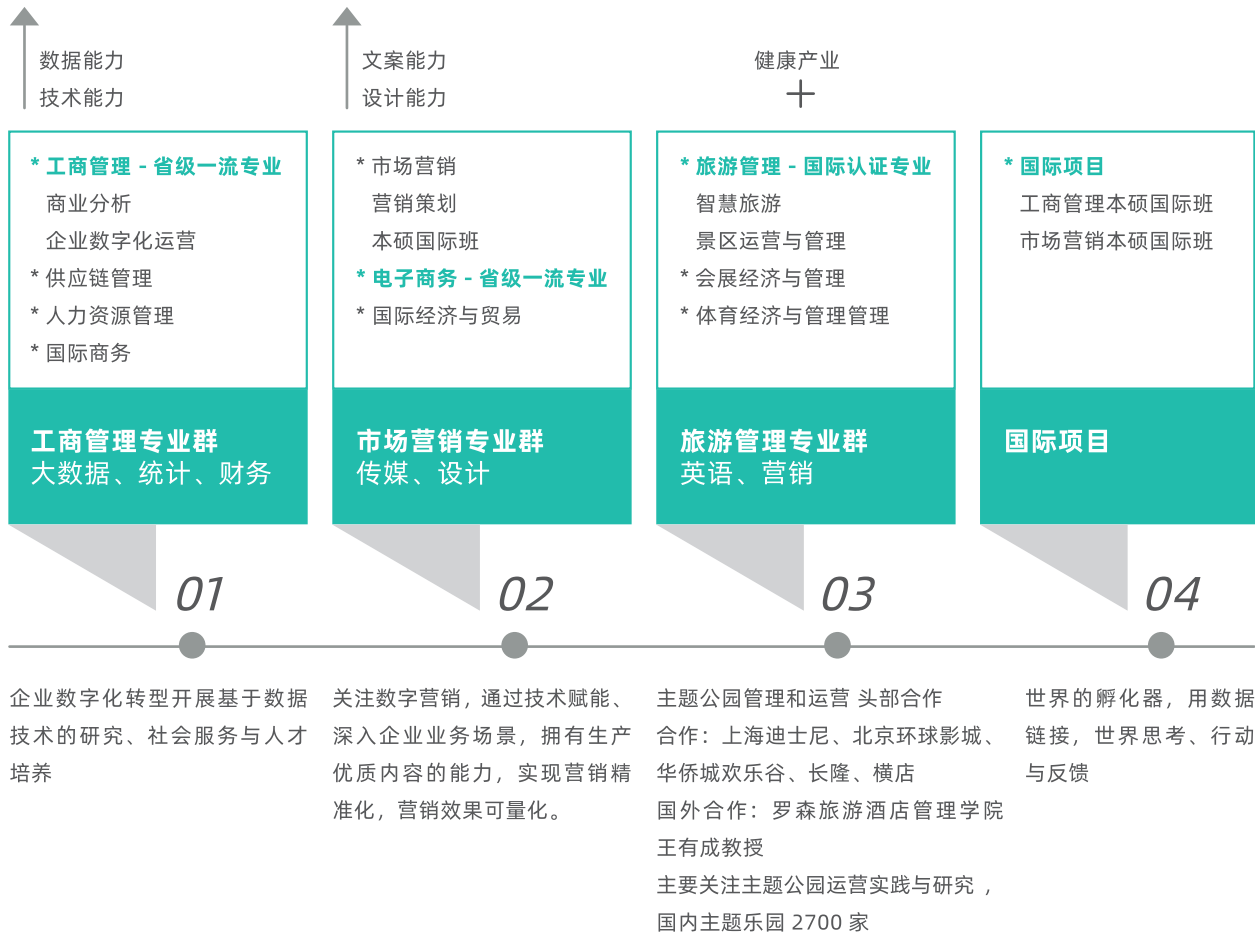 数据能力
技术能力
* 工商管理 - 省级一流专业
商业分析
企业数字化运营
* 供应链管理
* 人力资源管理
* 国际商务
工商管理专业群
大数据、统计、财务
01
企业数字化转型开展基于数据
技术的研究、社会服务与人才
培养
文案能力
设计能力
* 市场营销
营销策划
本硕国际班
* 电子商务 - 省级一流专业
* 国际经济与贸易
市场营销专业群
传媒、设计
02
关注数字营销，通过技术赋能、
深入企业业务场景，拥有生产
优质内容的能力，实现营销精
准化，营销效果可量化。
健康产业
+
* 旅游管理 - 国际认证专业
智慧旅游
景区运营与管理
* 会展经济与管理
* 体育经济与管理管理
旅游管理专业群
英语、营销
03
主题公园管理和运营 头部合作
合作：上海迪士尼、北京环球影城、
华侨城欢乐谷、长隆、横店
国外合作：罗森旅游酒店管理学院
王有成教授
主要关注主题公园运营实践与研究 ，
国内主题乐园 2700 家
* 国际项目
工商管理本硕国际班
市场营销本硕国际班
国际项目
04
世界的孵化器，用数据
链接，世界思考、行动
与反馈